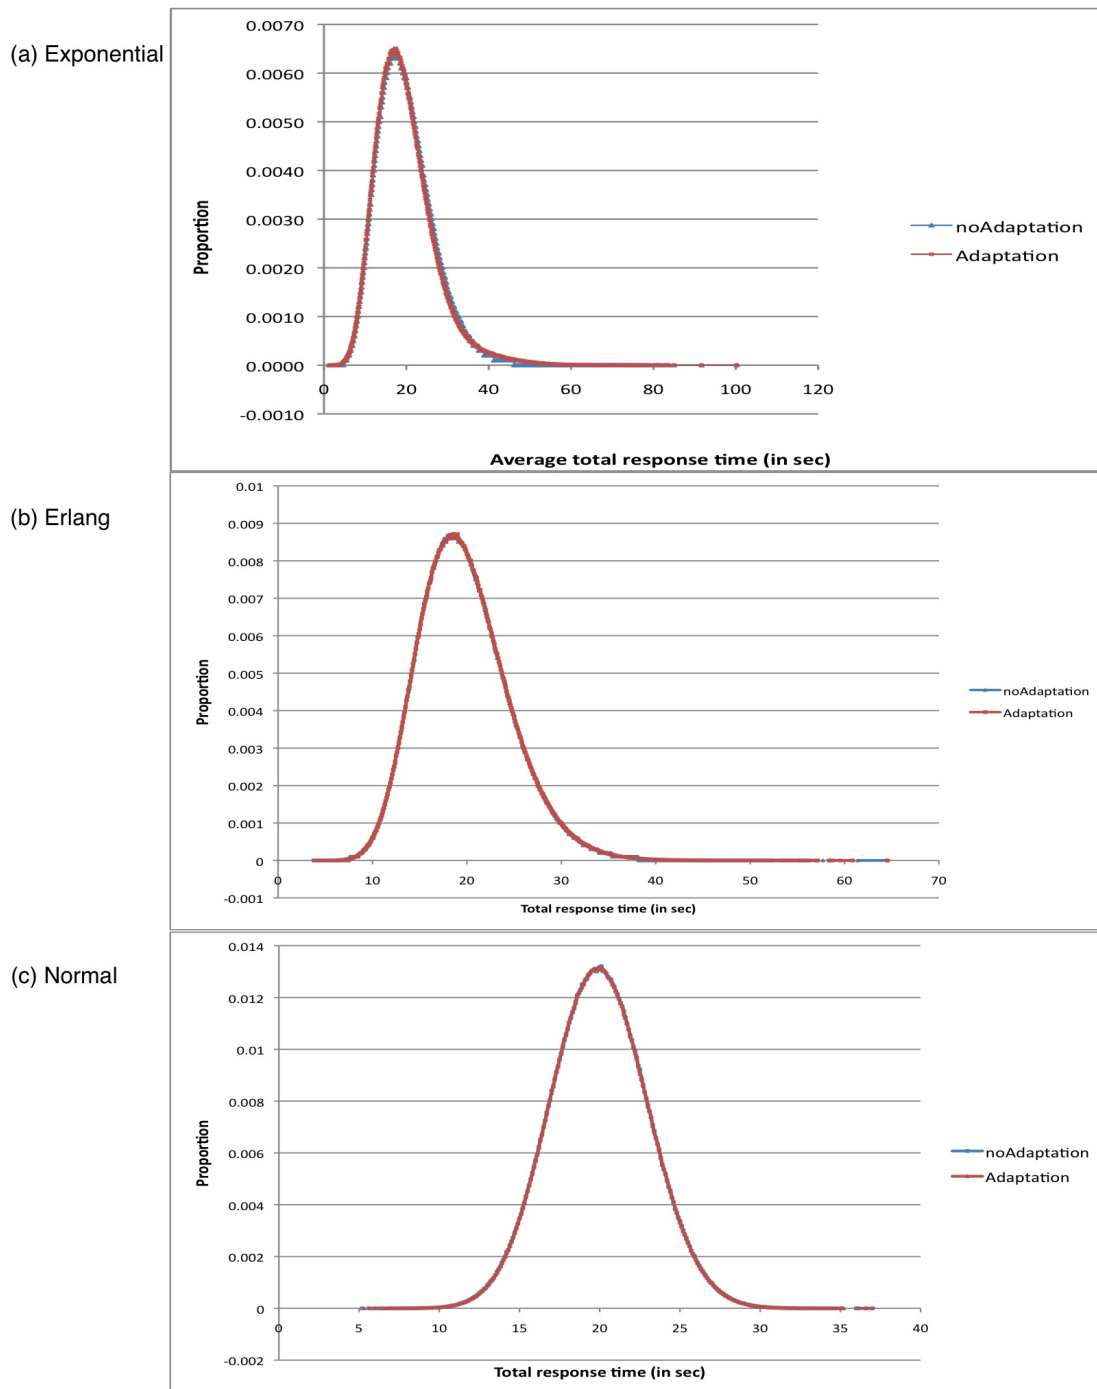 (a) Exponential
0.0070
0.0060
0.0050
0.0040
0.0030
0.0020
0.0010
0.0000
-0.0010
Proportion
0 20 40 60 80 100 120
Average total response time (in sec)
noAdaptation
Adaptation
(b) Erlang
0.01
0.009
0.008
0.007
0.006
0.005
0.004
0.003
0.002
0.001
0
-0.001
Proportion
0 10 20 30 40 50 60 70
Total response time (in sec)
noAdaptation
Adaptation
(c) Normal
0.014
0.012
0.01
0.008
0.006
0.004
0.002
0
-0.002
Proportion
0 5 10 15 20 25 30 35 40
Total response time (in sec)
noAdaptation
Adaptation